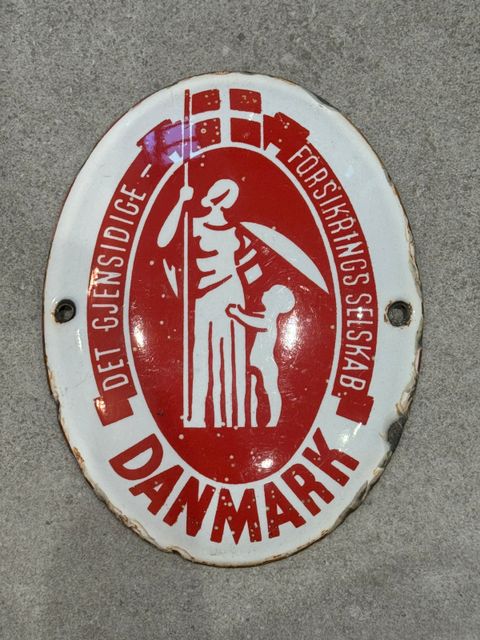 DET GJENSIDIGE -
FORSIKRINGS SELSKAB.
DANMARK